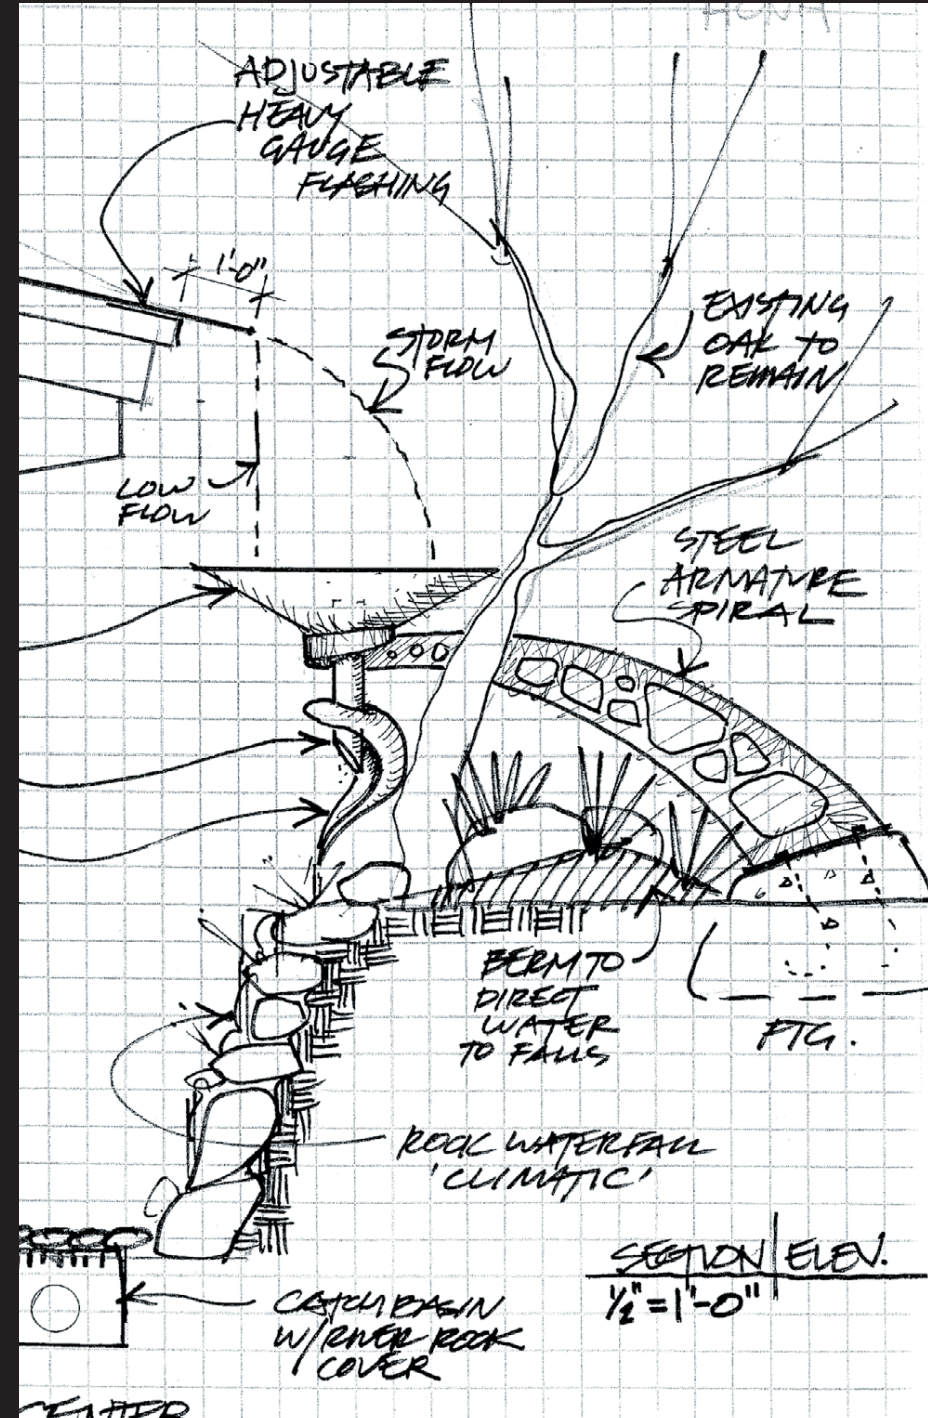 ADJUSTABLE
HEAVY
GAUGE
FLASHING
1'-0"
STORM
FLOW
EXISTING
OAK TO
REMAIN
LOW
FLOW
STEEL
ARMATURE
SPIRAL
BERM TO
DIRECT
WATER
TO FALLS
FTG.
ROCK WATERFALL
'CLIMATIC'
SECTION | ELEV.
1/2" = 1'-0"
CATCH BASIN
W/RIVER ROCK
COVER
CENTER